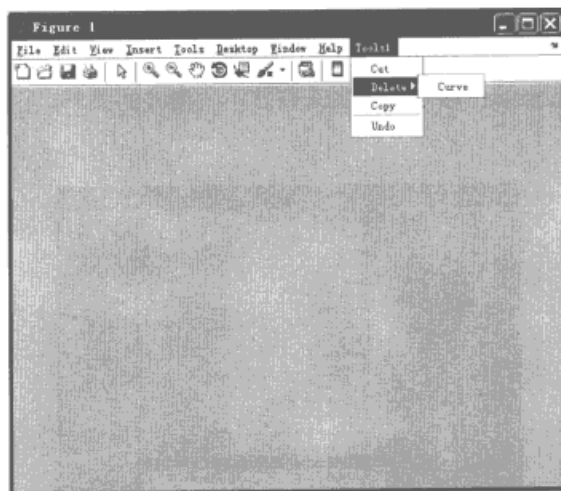 Figure 1
File Edit View Insert Tools Desktop Window Help Tools1
Cut
Delete Curve
Copy
Undo